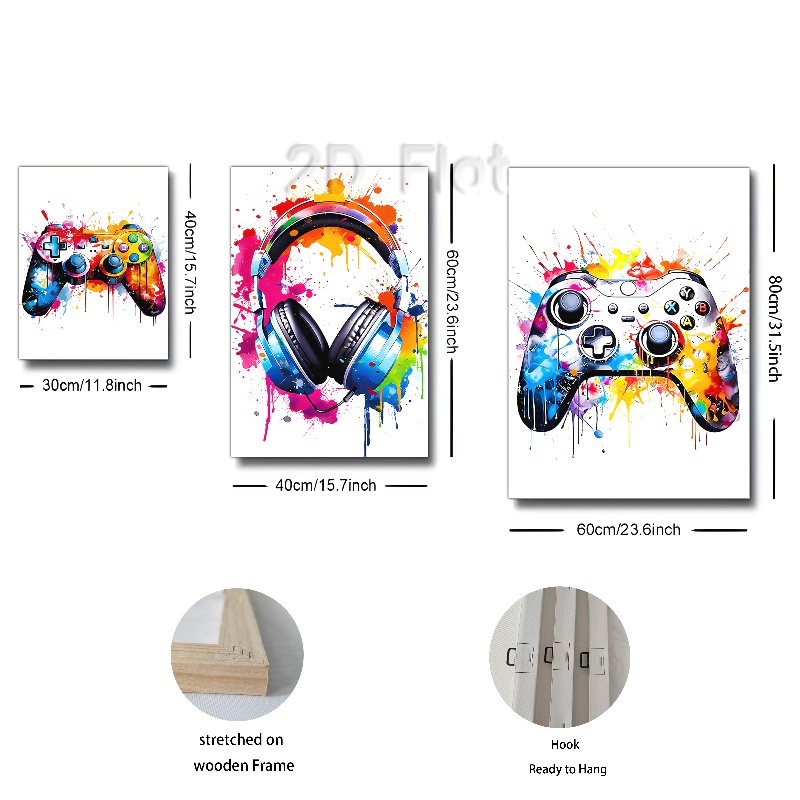 2D Flat
40cm/15.7inch
30cm/11.8inch
60cm/23.6inch
40cm/15.7inch
X
Y
B
A
80cm/31.5inch
60cm/23.6inch
stretched on
wooden Frame
Hook
Ready to Hang